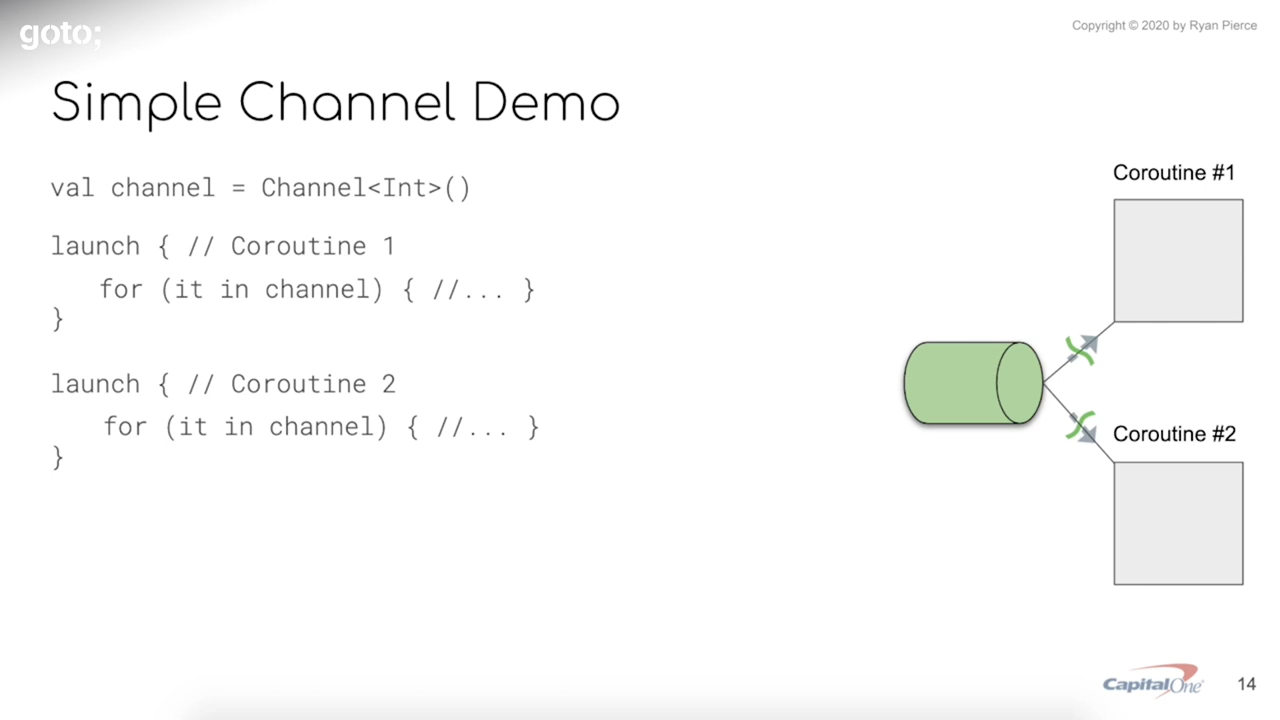 goto;
Copyright © 2020 by Ryan Pierce
Simple Channel Demo
val channel = Channel<Int>()
launch { // Coroutine 1
for (it in channel) { //... }
}
launch { // Coroutine 2
for (it in channel) { //... }
}
Coroutine #1
Coroutine #2
CapitalOne
14